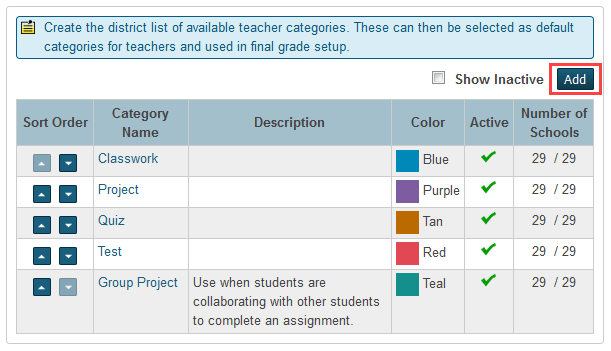 Create the district list of available teacher categories. These can then be selected as default
categories for teachers and used in final grade setup.
Show Inactive Add
Sort Order Category Name Description Color Active Number of Schools
Classwork Blue 29 / 29
Project Purple 29 / 29
Quiz Tan 29 / 29
Test Red 29 / 29
Group Project Use when students are Teal 29 / 29
collaborating with other students
to complete an assignment.